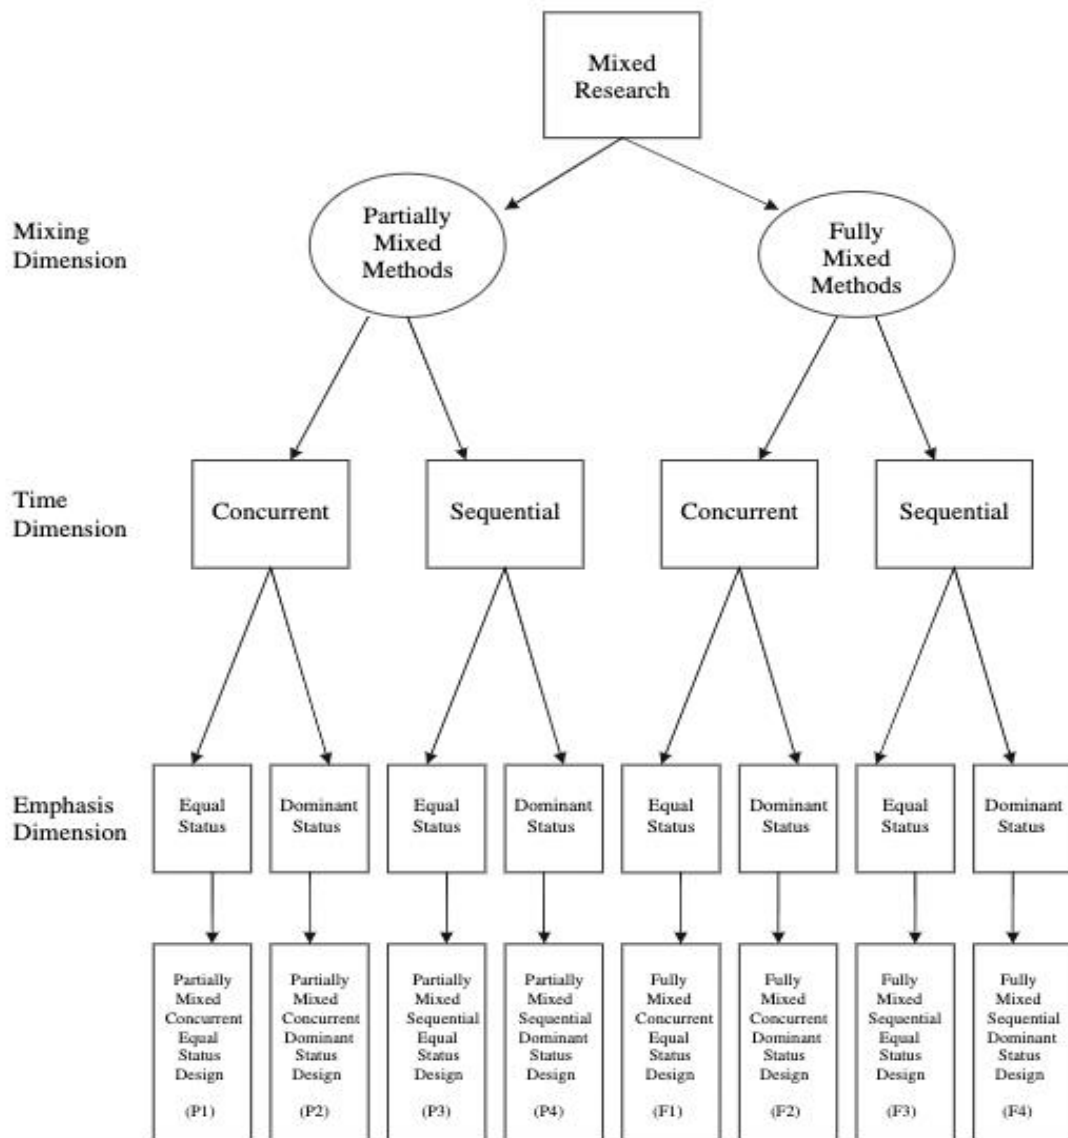 Mixed
Research
Mixing
Dimension
Partially
Mixed
Methods
Fully
Mixed
Methods
Time
Dimension
Concurrent
Sequential
Concurrent
Sequential
Emphasis
Dimension
Equal
Status
Dominant
Status
Equal
Status
Dominant
Status
Equal
Status
Dominant
Status
Equal
Status
Dominant
Status
Partially
Mixed
Concurrent
Equal
Status
Design
(P1)
Partially
Mixed
Concurrent
Dominant
Status
Design
(P2)
Partially
Mixed
Sequential
Equal
Status
Design
(P3)
Partially
Mixed
Sequential
Dominant
Status
Design
(P4)
Fully
Mixed
Concurrent
Equal
Status
Design
(F1)
Fully
Mixed
Concurrent
Dominant
Status
Design
(F2)
Fully
Mixed
Sequential
Equal
Status
Design
(F3)
Fully
Mixed
Sequential
Dominant
Status
Design
(F4)